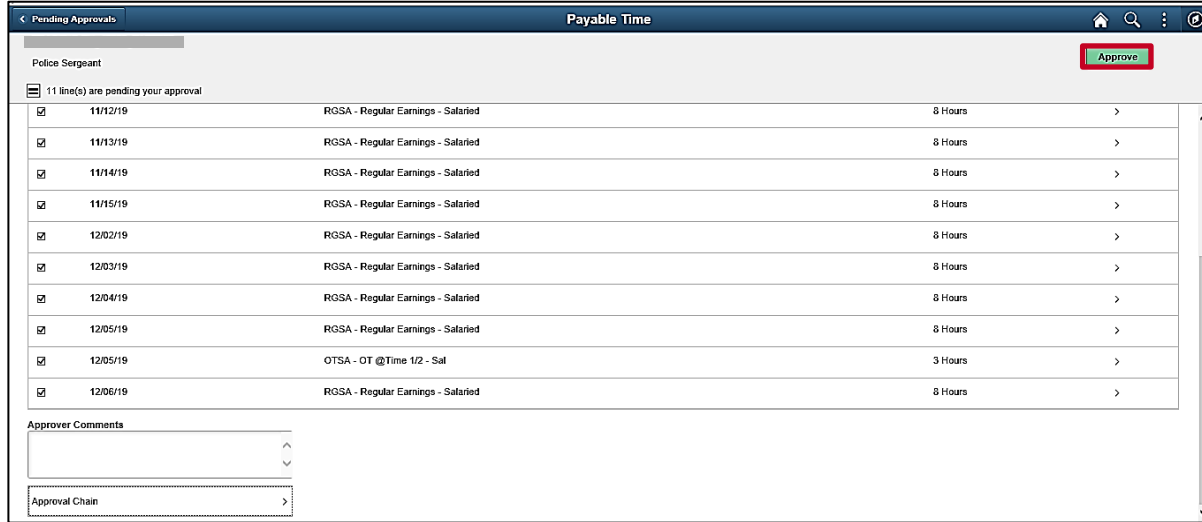 Pending Approvals Payable Time
Police Sergeant
Approve
11 line(s) are pending your approval
11/12/19 RGSA - Regular Earnings - Salaried 8 Hours
11/13/19 RGSA - Regular Earnings - Salaried 8 Hours
11/14/19 RGSA - Regular Earnings - Salaried 8 Hours
11/15/19 RGSA - Regular Earnings - Salaried 8 Hours
12/02/19 RGSA - Regular Earnings - Salaried 8 Hours
12/03/19 RGSA - Regular Earnings - Salaried 8 Hours
12/04/19 RGSA - Regular Earnings - Salaried 8 Hours
12/05/19 RGSA - Regular Earnings - Salaried 8 Hours
12/05/19 OTSA - OT @Time 1/2 - Sal 3 Hours
12/06/19 RGSA - Regular Earnings - Salaried 8 Hours
Approver Comments
Approval Chain